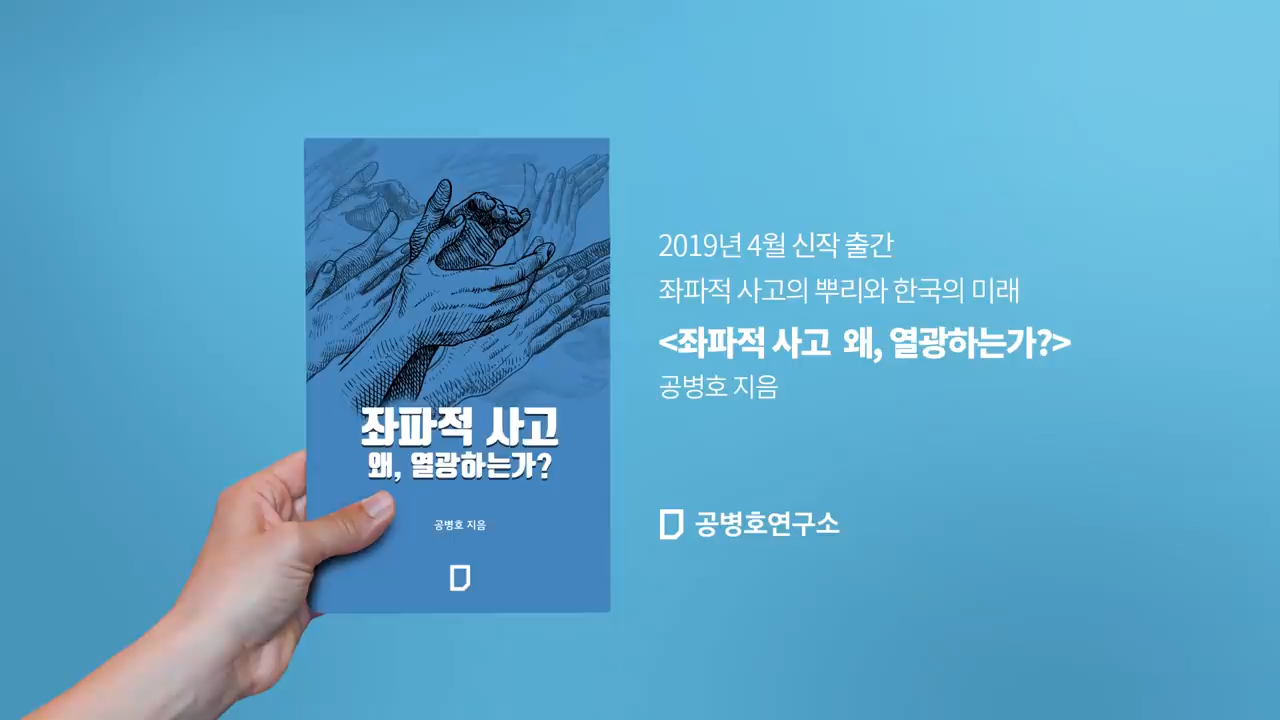 좌파적 사고
왜, 열광하는가?
공병호 지음
2019년 4월 신작 출간
좌파적 사고의 뿌리와 한국의 미래
<좌파적 사고 왜, 열광하는가?>
공병호 지음
공병호연구소